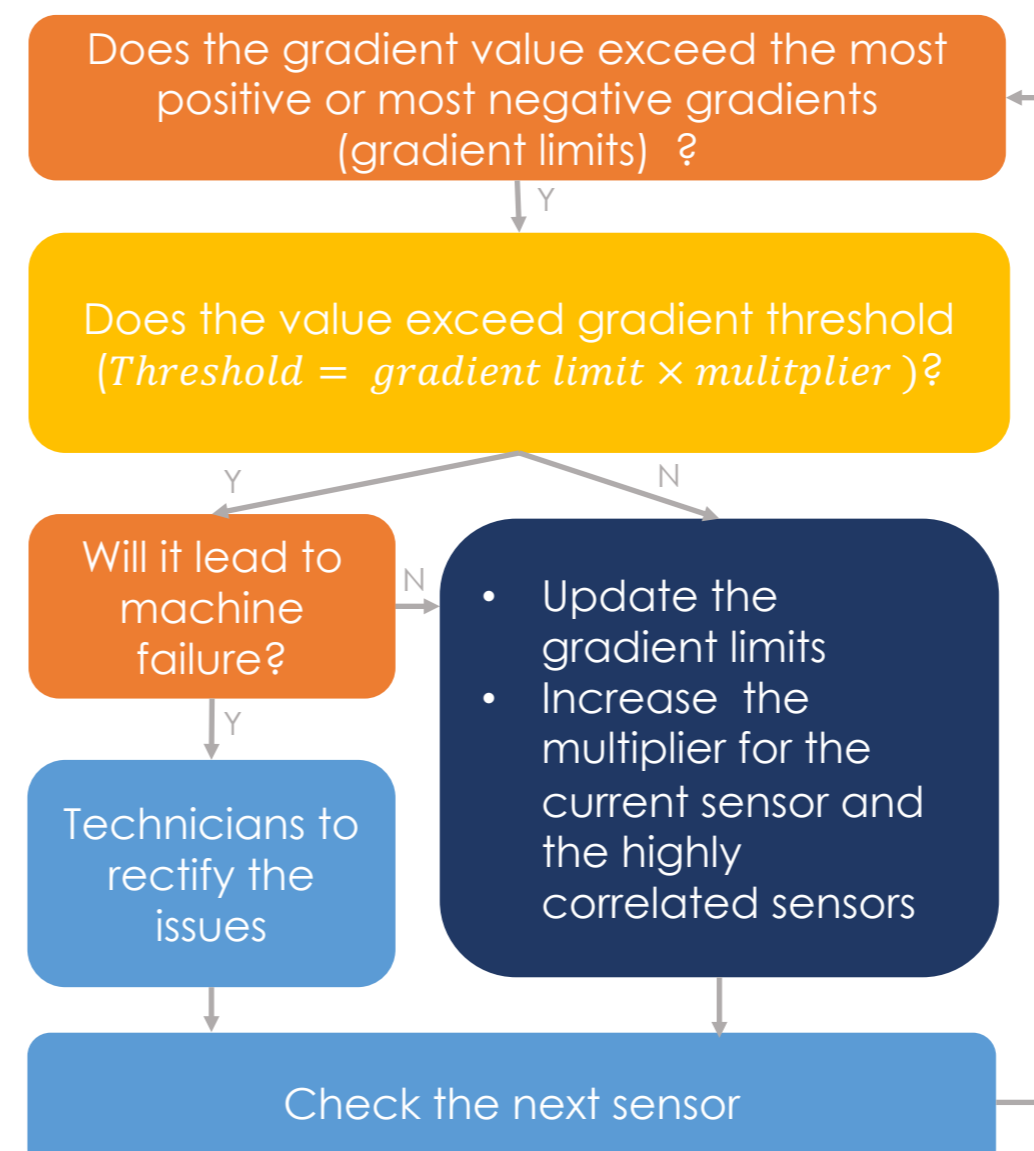 Does the gradient value exceed the most
positive or most negative gradients
(gradient limits) ?
Y
Does the value exceed gradient threshold
(Threshold = gradient limit × mulitplier )?
Y
N
Will it lead to
machine
failure?
N
• Update the
gradient limits
• Increase the
multiplier for the
current sensor and
the highly
correlated sensors
Y
Technicians to
rectify the
issues
Check the next sensor